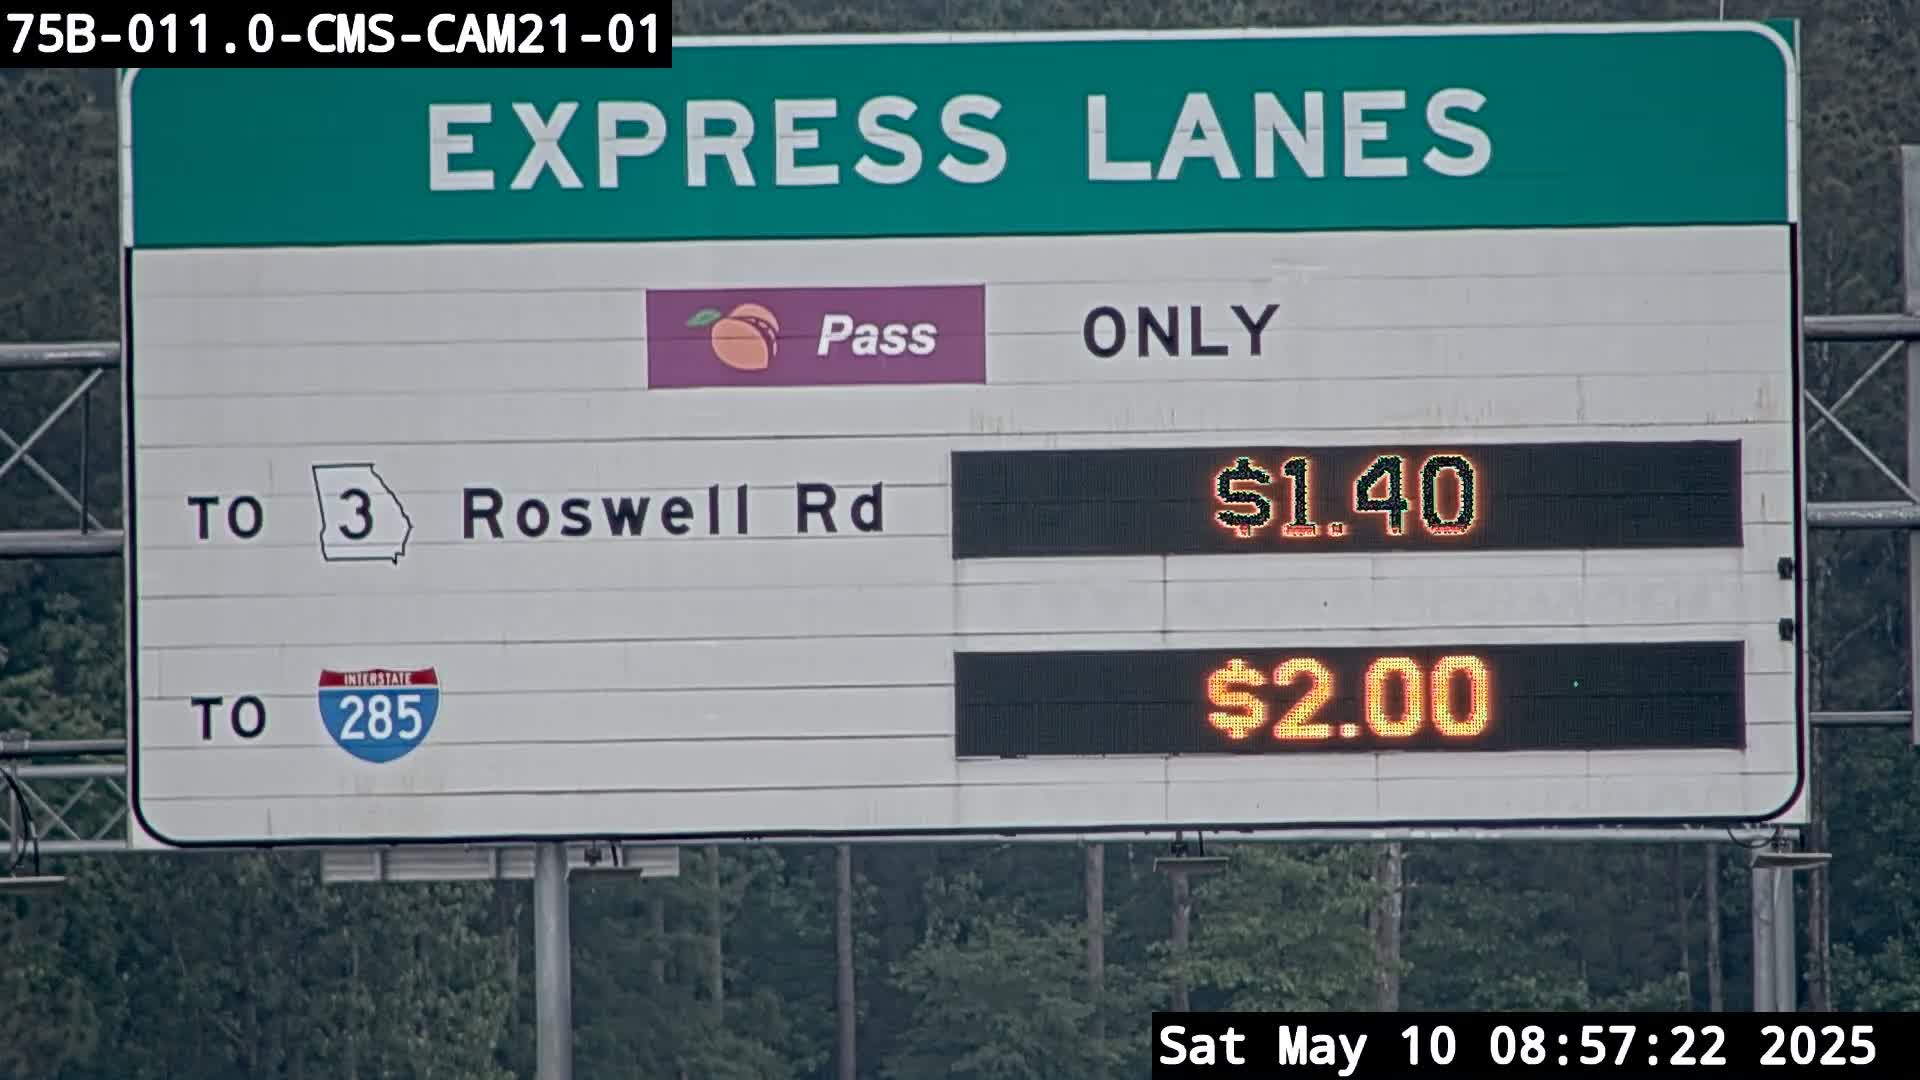 75B-011.0-CMS-CAM21-01
EXPRESS LANES
Pass ONLY
TO 3 Roswell Rd $1.40
TO INTERSTATE 285 $2.00
Sat May 10 08:57:22 2025